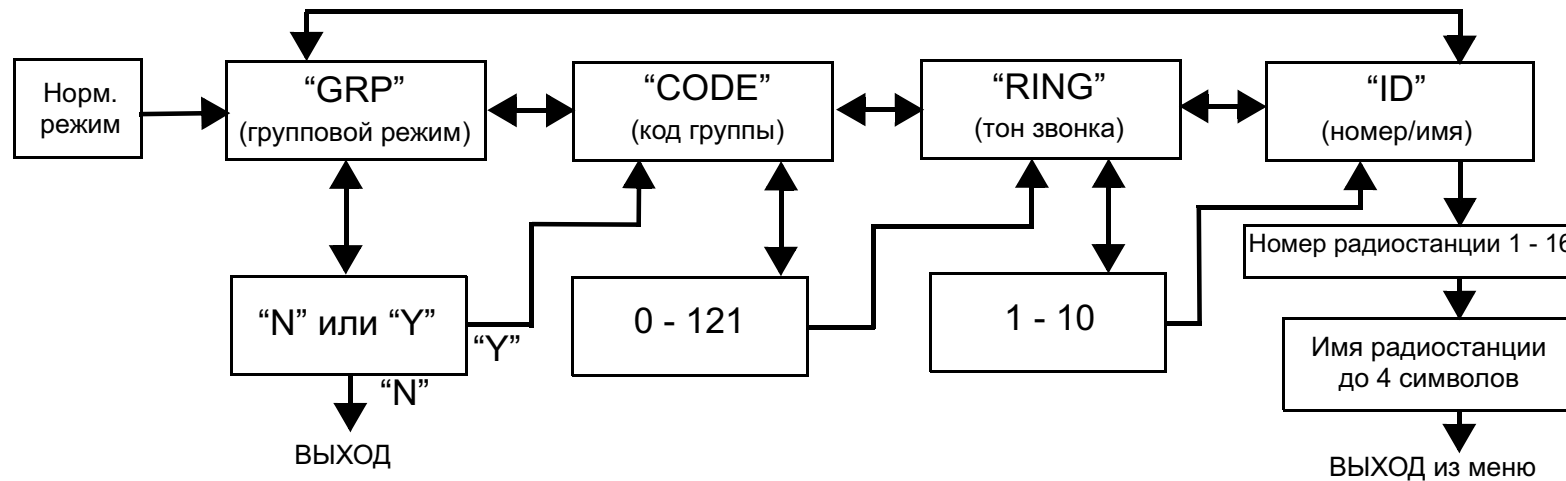 Норм.
режим
“GRP”
(групповой режим)
“CODE”
(код группы)
“RING”
(тон звонка)
“ID”
(номер/имя)
“N” или “Y”
“Y”
“N”
ВЫХОД
0 - 121
1 - 10
Номер радиостанции 1 - 16
Имя радиостанции
до 4 символов
ВЫХОД из меню